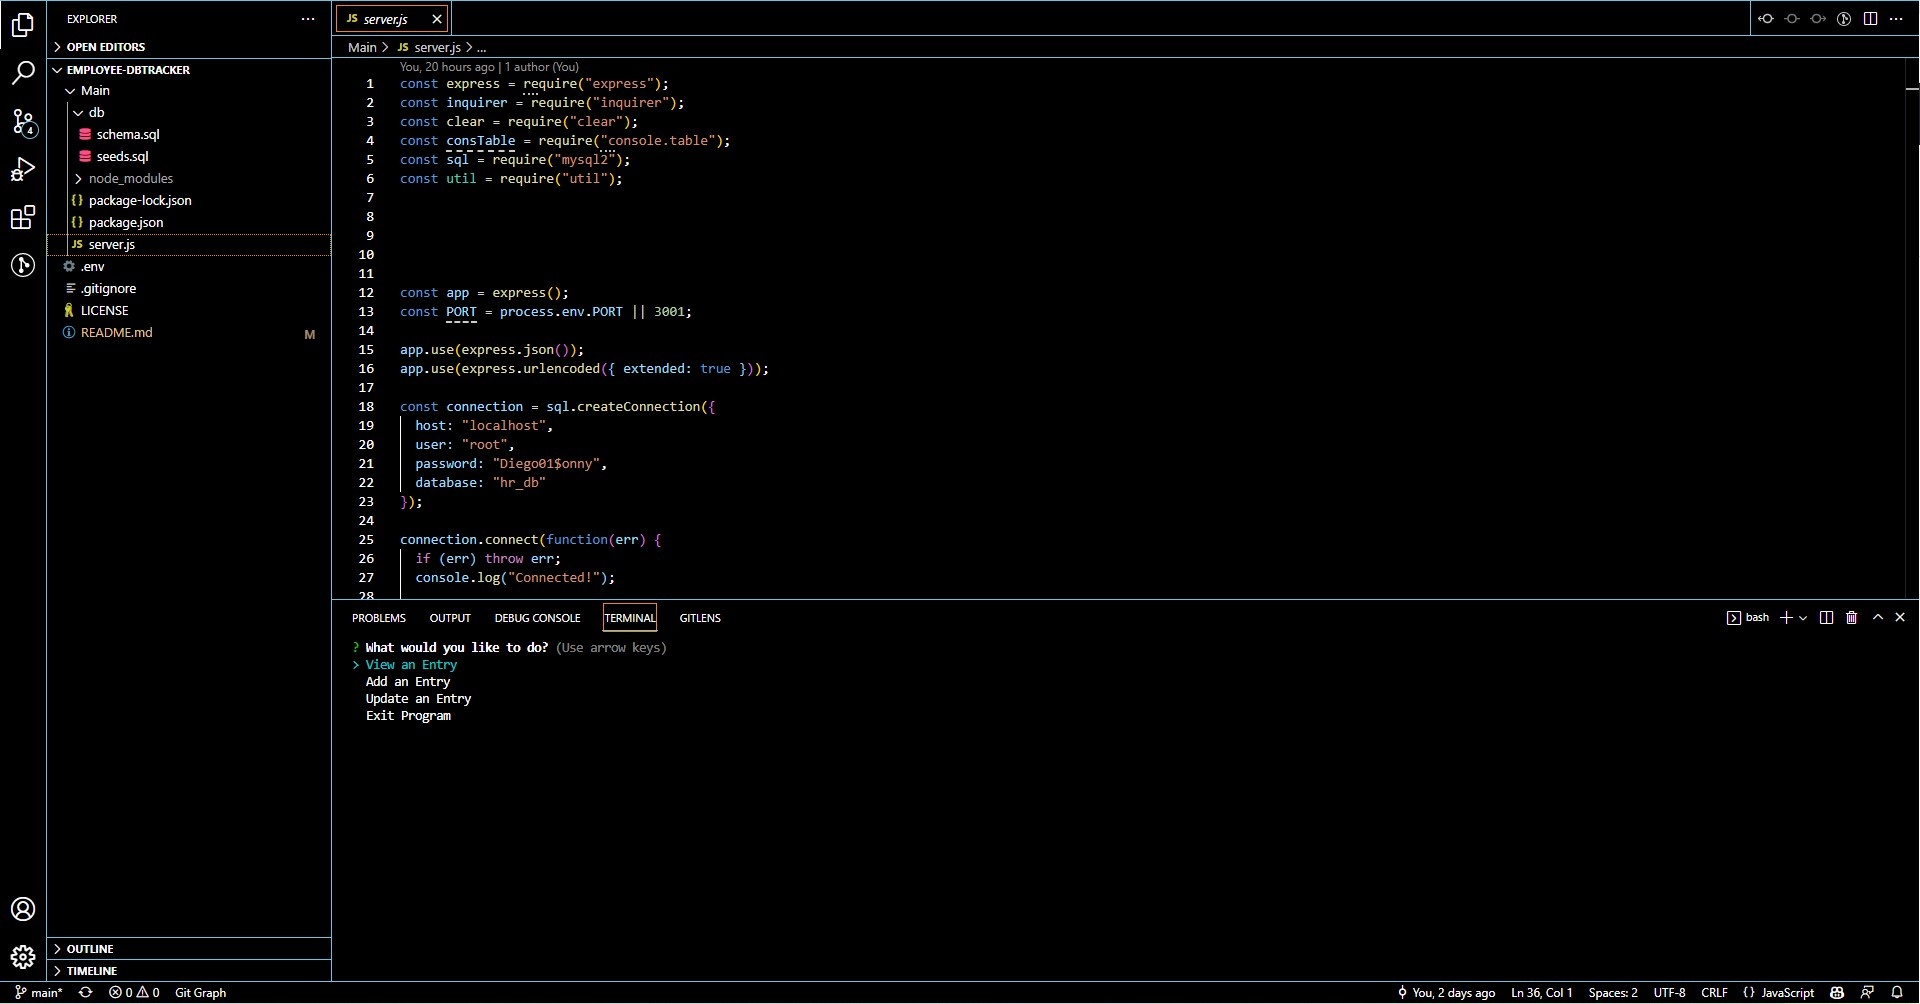 EXPLORER
OPEN EDITORS
EMPLOYEE-DBTRACKER
Main
db
schema.sql
seeds.sql
node_modules
{} package-lock.json
{} package.json
JS server.js
.env
.gitignore
LICENSE
README.md M
OUTLINE
TIMELINE
4
JS server.js
Main > JS server.js > ...
You, 20 hours ago | 1 author (You)
1 const express = require("express");
2 const inquirer = require("inquirer");
3 const clear = require("clear");
4 const consTable = require("console.table");
5 const sql = require("mysql2");
6 const util = require("util");
7
8
9
10
11
12 const app = express();
13 const PORT = process.env.PORT || 3001;
14
15 app.use(express.json());
16 app.use(express.urlencoded({ extended: true }));
17
18 const connection = sql.createConnection({
19 host: "localhost",
20 user: "root",
21 password: "Diego01$onny",
22 database: "hr_db"
23 });
24
25 connection.connect(function(err) {
26 if (err) throw err;
27 console.log("Connected!");
28
PROBLEMS OUTPUT DEBUG CONSOLE TERMINAL GITLENS
bash
? What would you like to do? (Use arrow keys)
> View an Entry
Add an Entry
Update an Entry
Exit Program
main* 0 0 Git Graph You, 2 days ago Ln 36, Col 1 Spaces: 2 UTF-8 CRLF {} JavaScript